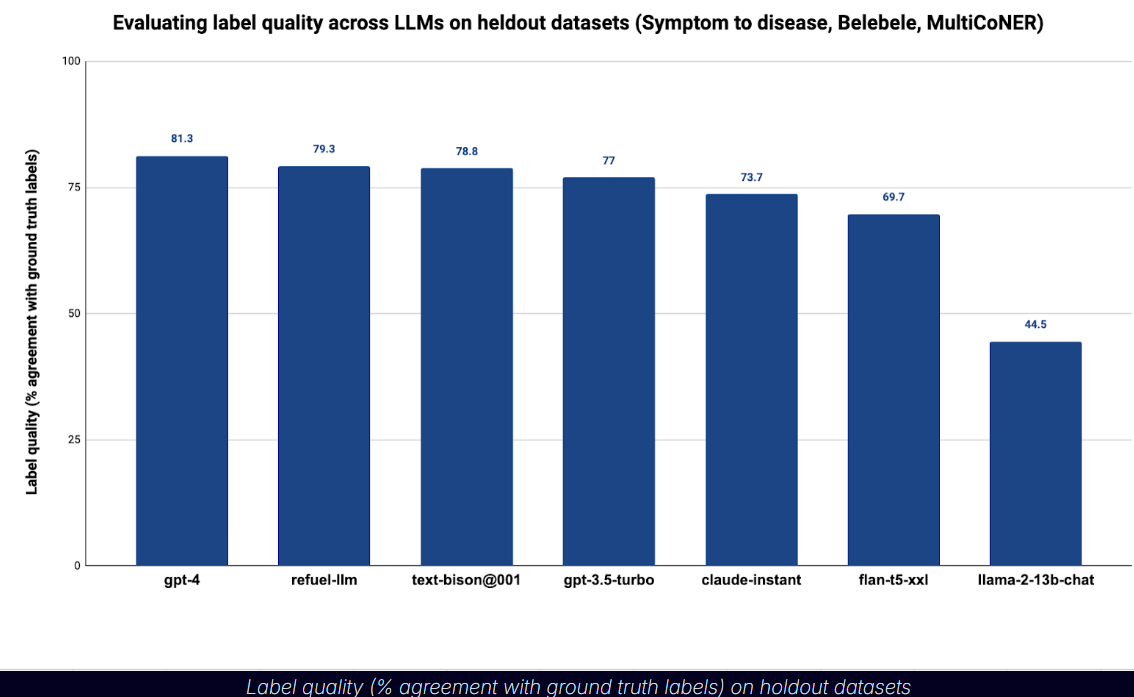 Evaluating label quality across LLMs on heldout datasets (Symptom to disease, Belebele, MultiCoNER)
Label quality (% agreement with ground truth labels)
100
75
50
25
0
81.3
79.3
78.8
77
73.7
69.7
44.5
gpt-4
refuel-llm
text-bison@001
gpt-3.5-turbo
claude-instant
flan-t5-xxl
llama-2-13b-chat
Label quality (% agreement with ground truth labels) on holdout datasets